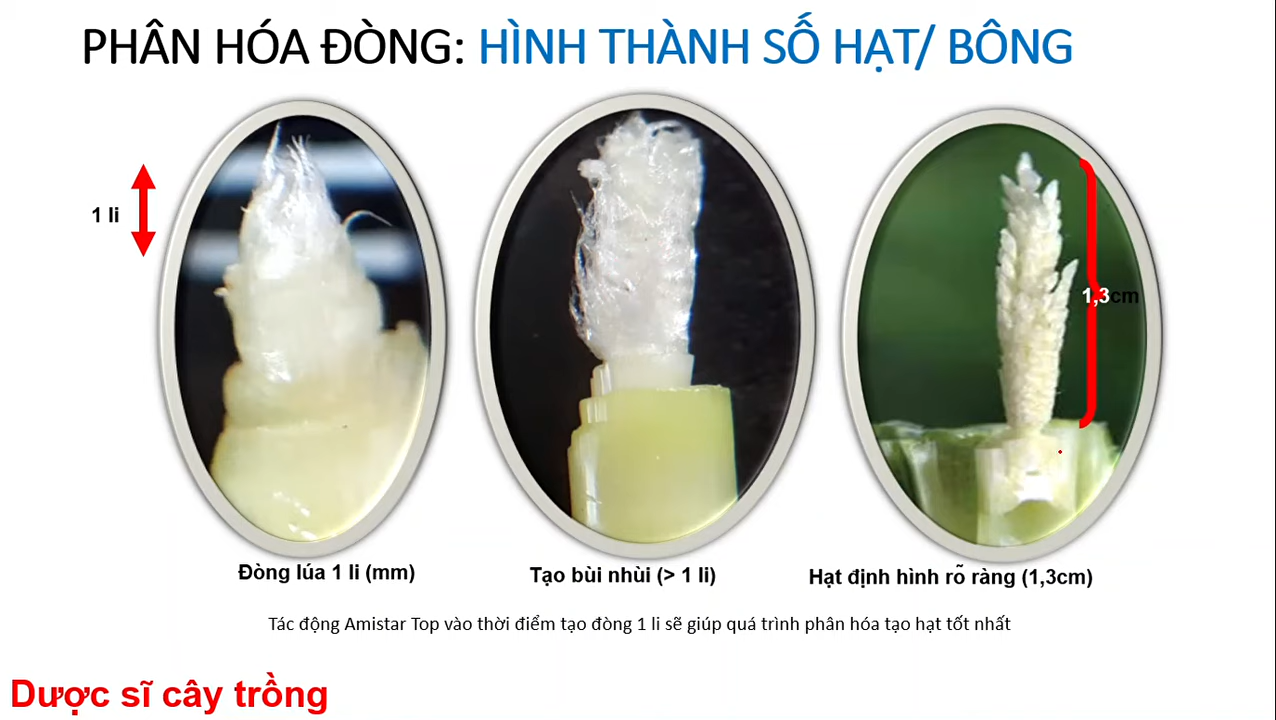 PHÂN HÓA ĐÒNG: HÌNH THÀNH SỐ HẠT/ BÔNG
1 li
1,3cm
Đòng lúa 1 li (mm)
Tạo bùi nhùi (> 1 li)
Hạt định hình rõ ràng (1,3cm)
Tác động Amistar Top vào thời điểm tạo đòng 1 li sẽ giúp quá trình phân hóa tạo hạt tốt nhất
Dược sĩ cây trồng